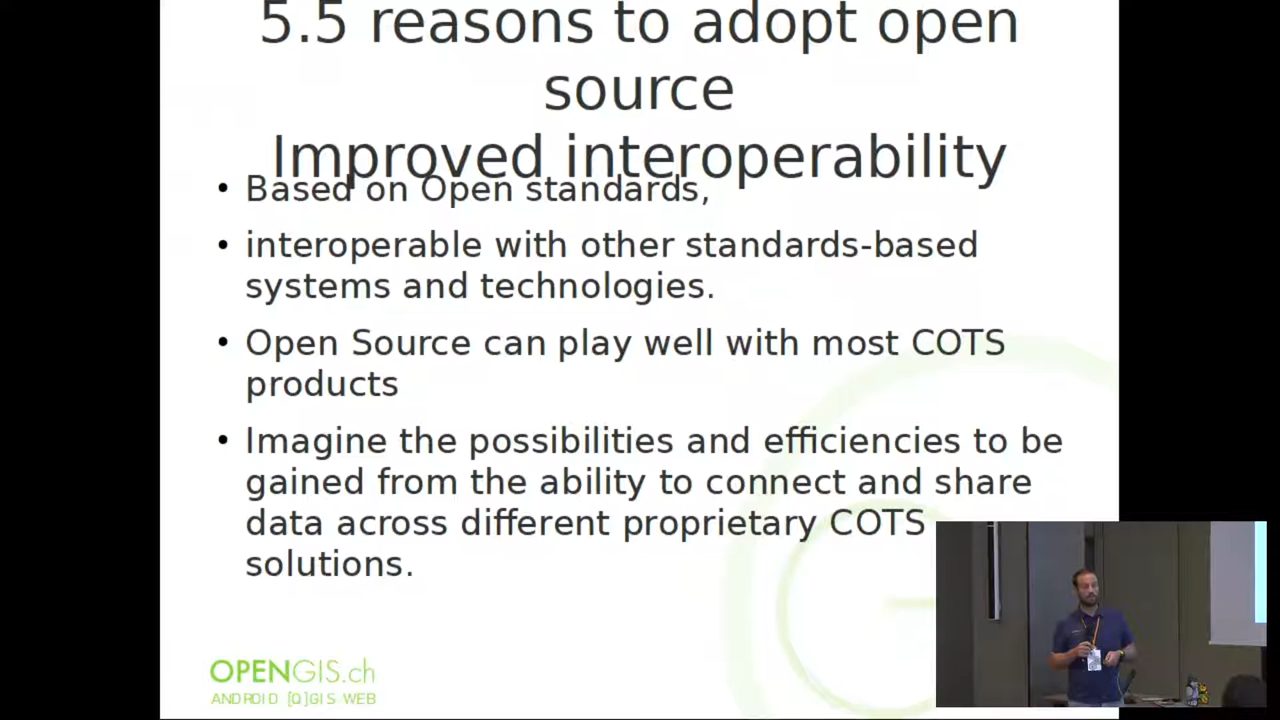 5.5 reasons to adopt open
source
Improved interoperability
• Based on Open standards,
• interoperable with other standards-based
systems and technologies.
• Open Source can play well with most COTS
products
• Imagine the possibilities and efficiencies to be
gained from the ability to connect and share
data across different proprietary COTS
solutions.
OPENGIS.ch
ANDROID [Q]GIS WEB